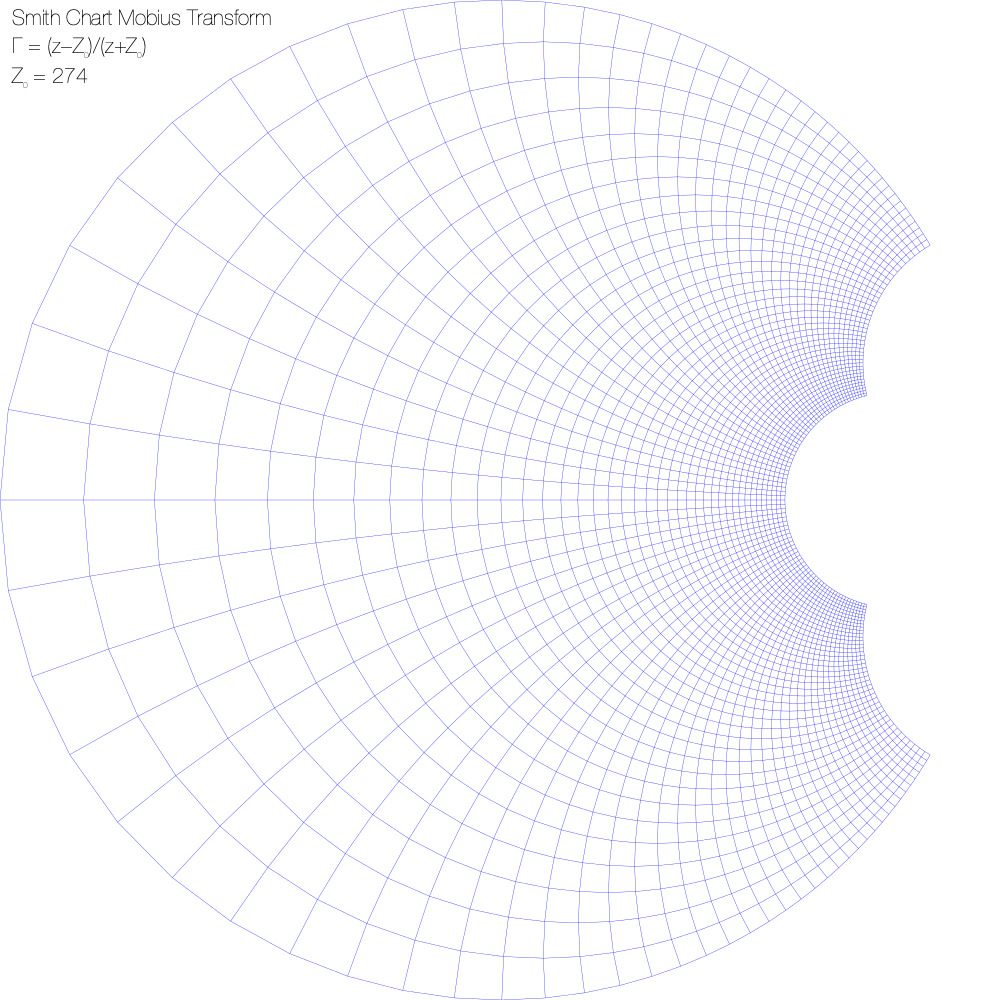 Smith Chart Mobius Transform
Γ = (z−Z₀)/(z+Z₀)
Z₀ = 274